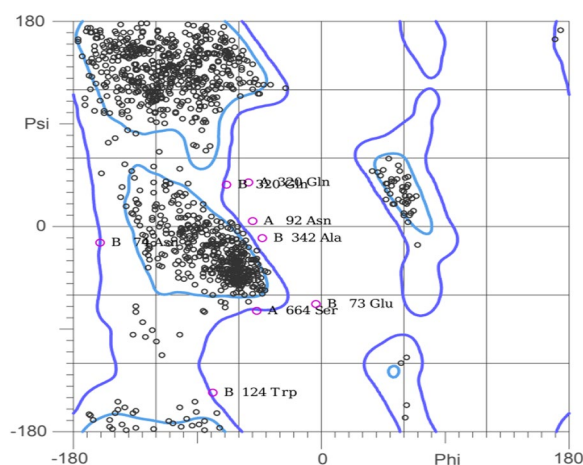 180
Psi
B 320 Gln
A 320 Gln
A 92 Asn
B 342 Ala
0
B 74 Asn
B 73 Glu
A 664 Ser
B 124 Trp
-180
-180
0
Phi
180